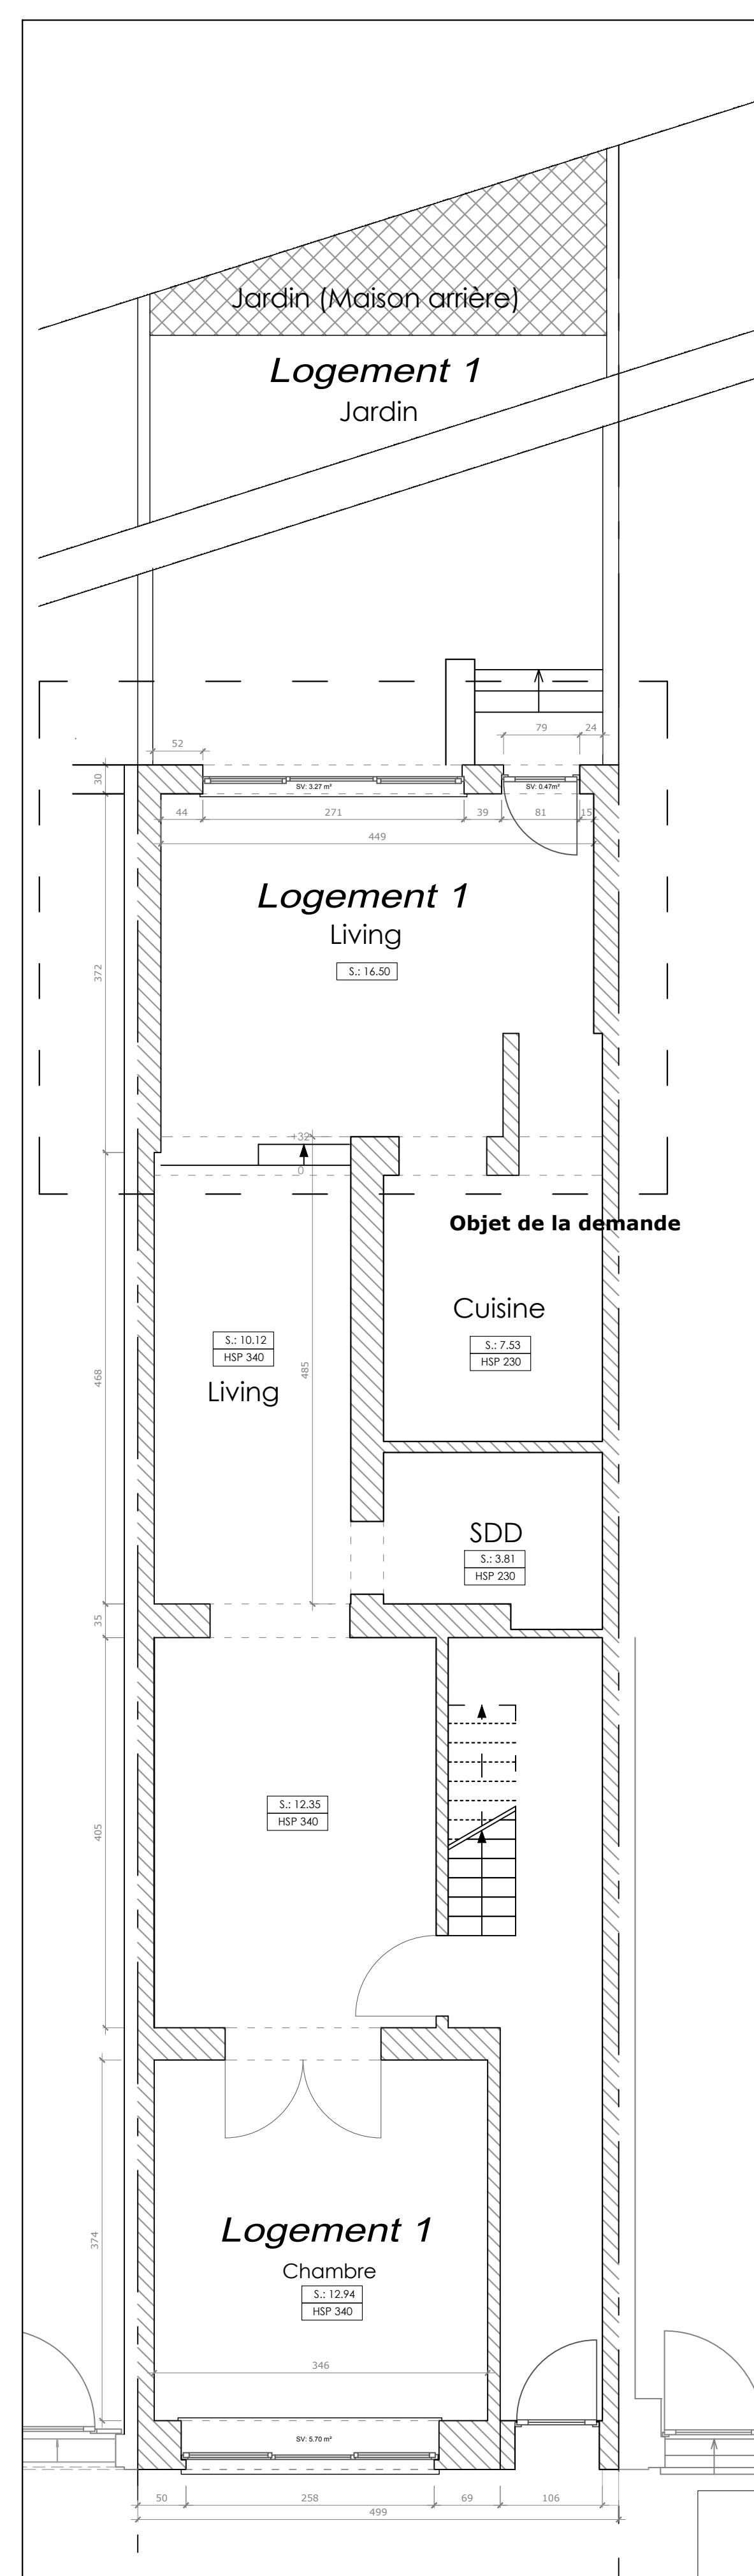 Jardin (Maison arrière)
Logement 1
Jardin
79
24
52
30
SV: 3.27 m²
SV: 0.47m²
44
271
39
81
15
449
Logement 1
Living
S.: 16.50
372
+32
0
Objet de la demande
Cuisine
S.: 7.53
HSP 230
S.: 10.12
HSP 340
Living
485
468
SDD
S.: 3.81
HSP 230
35
S.: 12.35
HSP 340
405
Logement 1
Chambre
S.: 12.94
HSP 340
374
346
SV: 5.70 m²
50
258
69
106
499